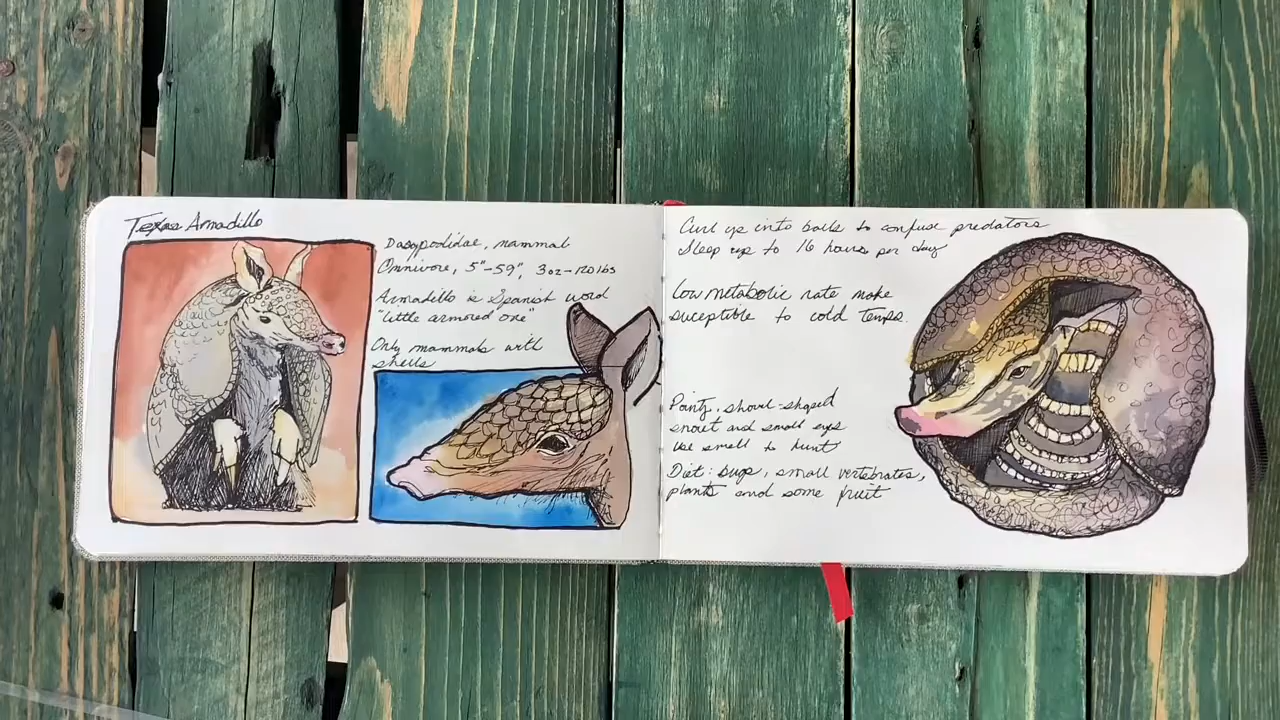 Texas Armadillo
Dasypodidae, mammal
Omnivore, 5"-59", 3oz-120lbs
Armadillo is Spanish word
"little armored one"
Only mammals with
shells
Curl up into balls to confuse predators
Sleep up to 16 hours per day
Low metabolic rate make
suceptible to cold temps.
Pointy, shovel-shaped
snout and small eyes
Use smell to hunt
Diet: bugs, small vertebrates,
plants and some fruit